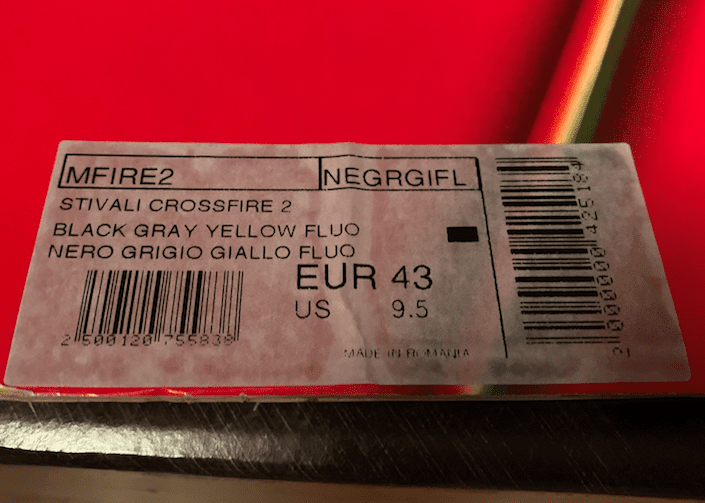 MFIRE2 NEGRGIFL
STIVALI CROSSFIRE 2
BLACK GRAY YELLOW FLUO
NERO GRIGIO GIALLO FLUO
EUR 43
US 9.5
2 500120 755838
MADE IN ROMANIA